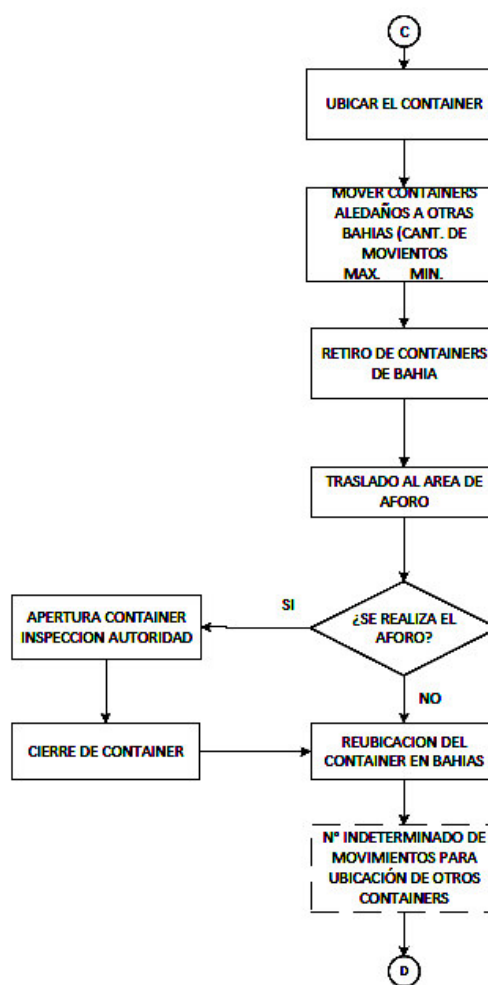 C
UBICAR EL CONTAINER
MOVER CONTAINERS
ALEDAÑOS A OTRAS
BAHIAS (CANT. DE
MOVIENTOS
MAX. MIN.
RETIRO DE CONTAINERS
DE BAHIA
TRASLADO AL AREA DE
AFORO
¿SE REALIZA EL
AFORO?
SI
APERTURA CONTAINER
INSPECCION AUTORIDAD
CIERRE DE CONTAINER
NO
REUBICACION DEL
CONTAINER EN BAHIAS
Nº INDETERMINADO DE
MOVIMIENTOS PARA
UBICACIÓN DE OTROS
CONTAINERS
D